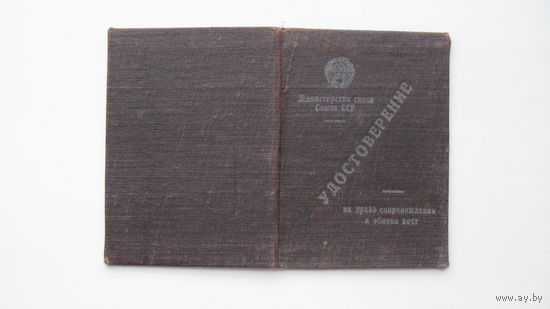 Министерство связи
Союза ССР
УДОСТОВЕРЕНИЕ
на право сопровождения
и обмена почт
www.ay.by